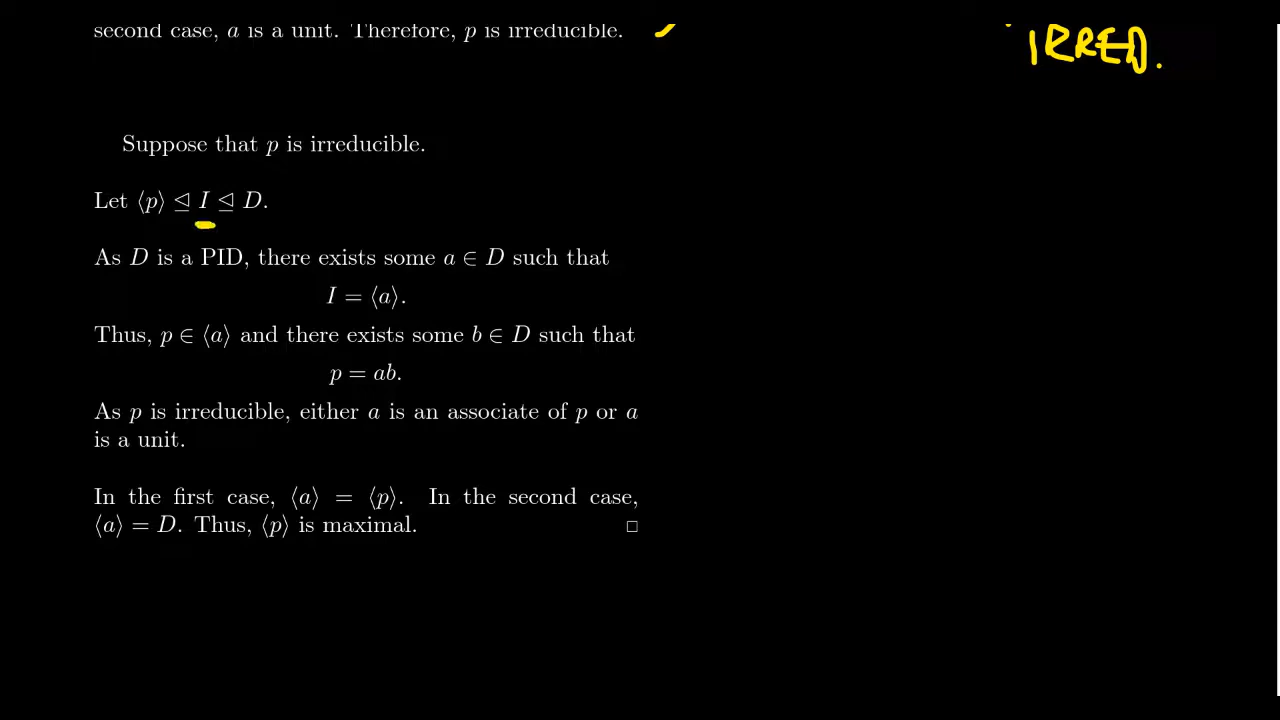 second case, a is a unit. Therefore, p is irreducible.
IRRED.
Suppose that p is irreducible.
Let ⟨p⟩ ⊴ I ⊴ D.
As D is a PID, there exists some a ∈ D such that
I = ⟨a⟩.
Thus, p ∈ ⟨a⟩ and there exists some b ∈ D such that
p = ab.
As p is irreducible, either a is an associate of p or a
is a unit.
In the first case, ⟨a⟩ = ⟨p⟩. In the second case,
⟨a⟩ = D. Thus, ⟨p⟩ is maximal. □